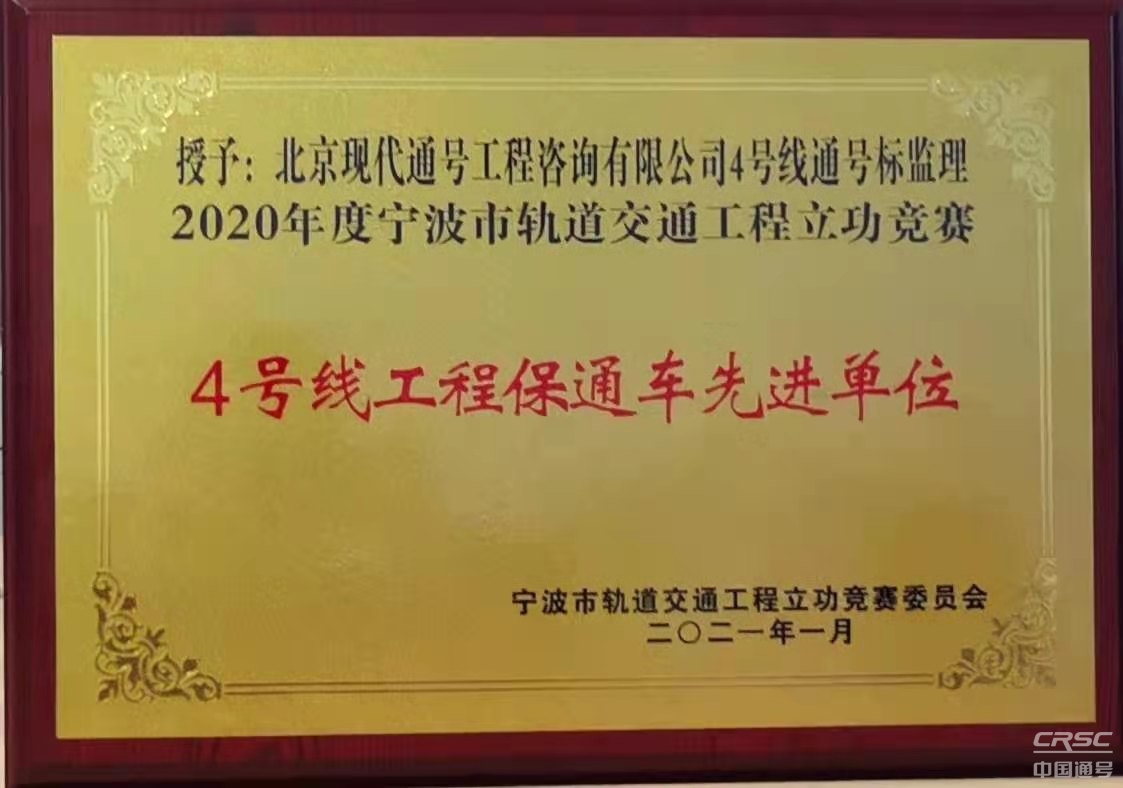 授予：北京现代通号工程咨询有限公司4号线通号标监理
2020年度宁波市轨道交通工程立功竞赛
4号线工程保通车先进单位
宁波市轨道交通工程立功竞赛委员会
二〇二一年一月
CRSC
中国通号